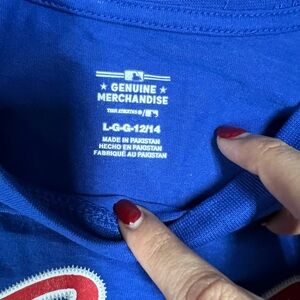 ★ GENUINE ★
MERCHANDISE
L-G-G-12/14
MADE IN PAKISTAN
HECHO EN PAKISTAN
FABRIQUÉ AU PAKISTAN